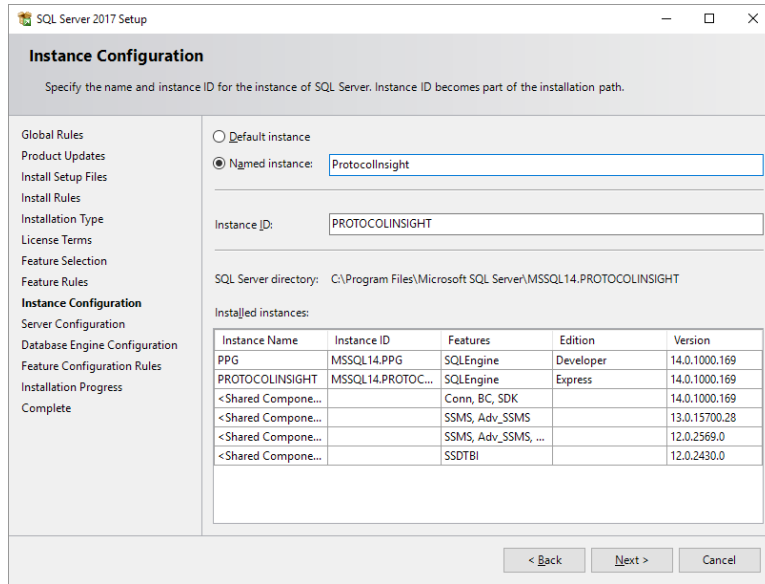 SQL Server 2017 Setup
Instance Configuration
Specify the name and instance ID for the instance of SQL Server. Instance ID becomes part of the installation path.
Global Rules
Product Updates
Install Setup Files
Install Rules
Installation Type
License Terms
Feature Selection
Feature Rules
Instance Configuration
Server Configuration
Database Engine Configuration
Feature Configuration Rules
Installation Progress
Complete
Default instance
Named instance: ProtocolInsight
Instance ID: PROTOCOLINSIGHT
SQL Server directory: C:\Program Files\Microsoft SQL Server\MSSQL14.PROTOCOLINSIGHT
Installed instances:
Instance Name Instance ID Features Edition Version
PPG MSSQL14.PPG SQLEngine Developer 14.0.1000.169
PROTOCOLINSIGHT MSSQL14.PROTOC... SQLEngine Express 14.0.1000.169
<Shared Compone... Conn, BC, SDK 14.0.1000.169
<Shared Compone... SSMS, Adv_SSMS 13.0.15700.28
<Shared Compone... SSMS, Adv_SSMS, ... 12.0.2569.0
<Shared Compone... SSDTBI 12.0.2430.0
< Back Next > Cancel